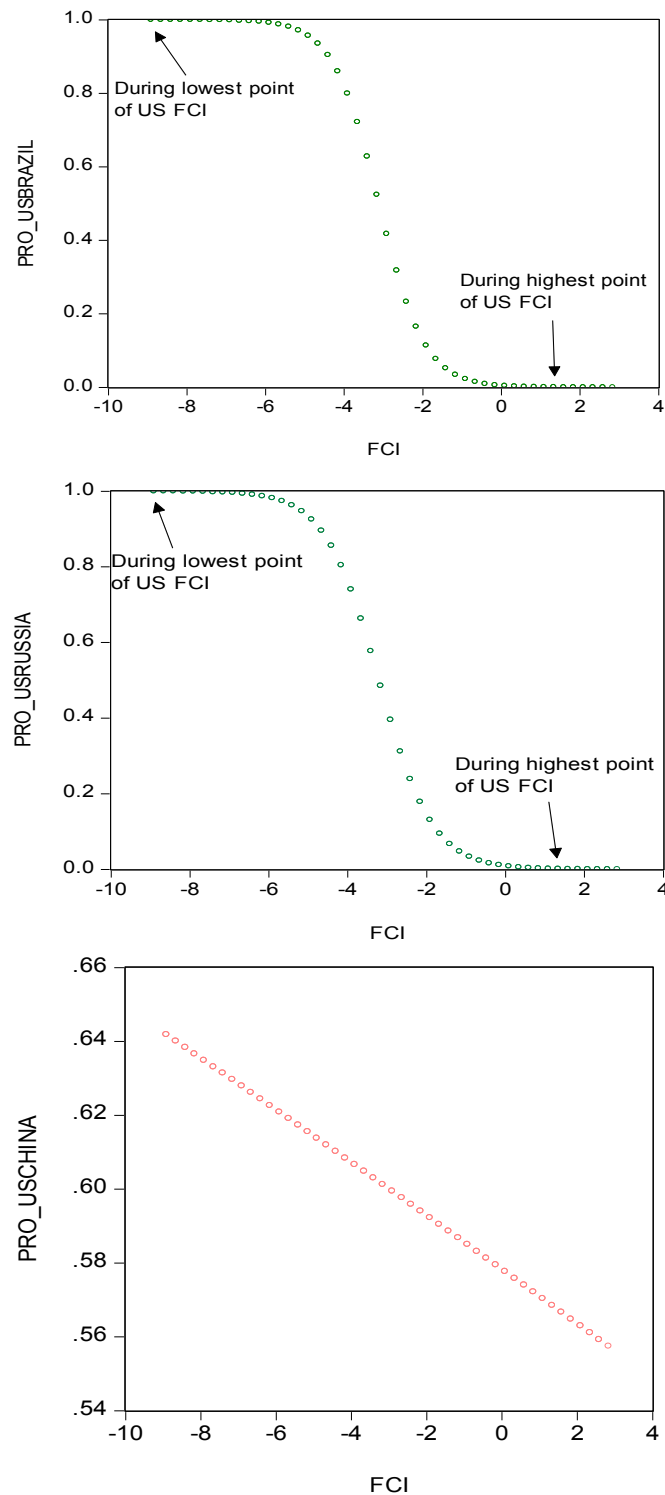 1.0
During lowest point
of US FCI
0.8
0.6
PRO_USBRAZIL
0.4
During highest point
of US FCI
0.2
0.0
-10 -8 -6 -4 -2 0 2 4
FCI
1.0
During lowest point
of US FCI
0.8
0.6
PRO_USRUSSIA
0.4
During highest point
of US FCI
0.2
0.0
-10 -8 -6 -4 -2 0 2 4
FCI
.66
.64
.62
PRO_USCHINA
.60
.58
.56
.54
-10 -8 -6 -4 -2 0 2 4
FCI